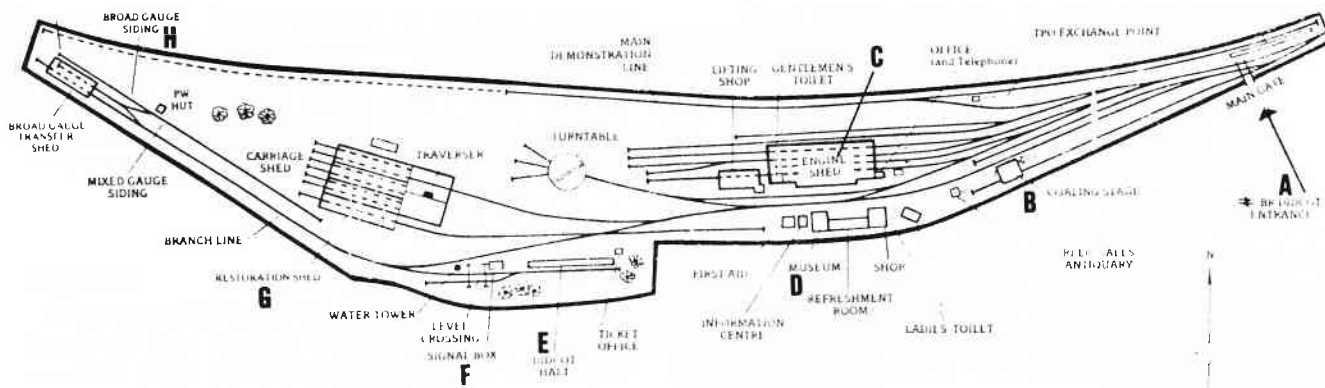 BROAD GAUGE
SIDING
H
PW
HUT
BROAD GAUGE
TRANSFER
SHED
MIXED GAUGE
SIDING
BRANCH LINE
CARRIAGE
SHED
TRAVERSER
TURNTABLE
MAIN
DEMONSTRATION
LINE
LIFTING
SHOP
GENTLEMEN'S
TOILET
C
ENGINE
SHED
OFFICE
(and Telephone)
TPO EXCHANGE POINT
MAIN GATE
A
ENTRANCE
B
COALING STAGE
ANTIQUARY
N
RESTORATION SHED
G
WATER TOWER
LEVEL
CROSSING
SIGNAL BOX
F
E
DIDCOT
HALT
TICKET
OFFICE
FIRST AID
MUSEUM
D
SHOP
REFRESHMENT
ROOM
INFORMATION
CENTRE
LADIES TOILET